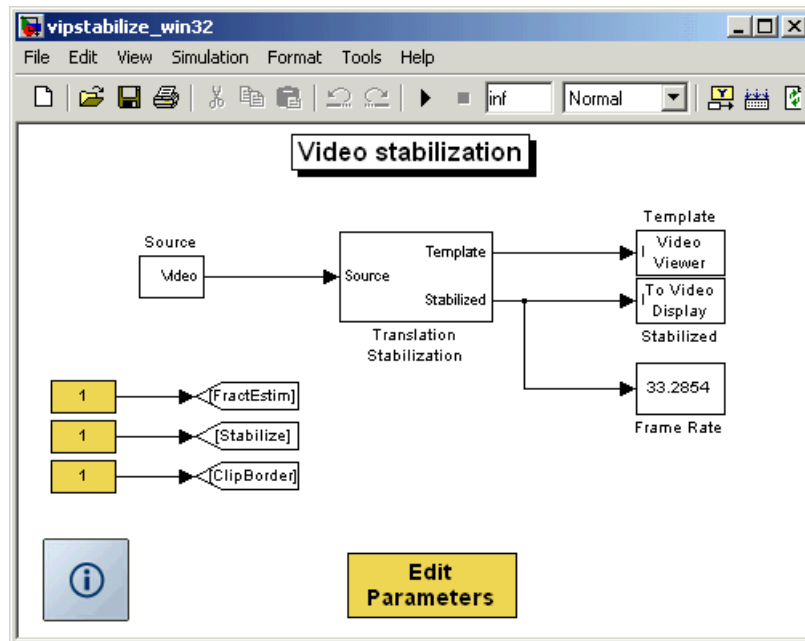 vipstabilize_win32
File Edit View Simulation Format Tools Help
inf Normal
Video stabilization
Source
Video
Source
Template
Stabilized
Translation
Stabilization
Template
I Video
Viewer
I To Video
Display
Stabilized
33.2854
Frame Rate
1 [FractEstim]
1 [Stabilize]
1 [ClipBorder]
i
Edit
Parameters